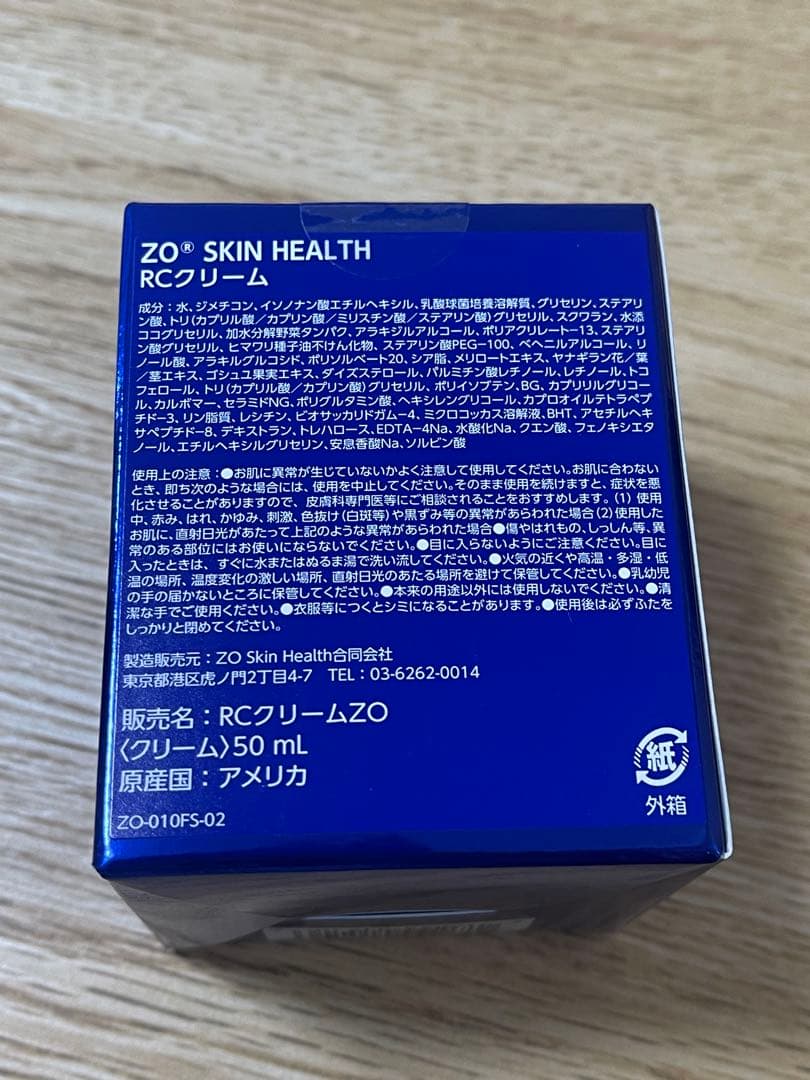 ZO® SKIN HEALTH
RCクリーム
成分：水、ジメチコン、イソノナン酸エチルヘキシル、乳酸球菌培養溶解質、グリセリン、ステアリ
ン酸、トリ(カプリル酸／カプリン酸／ミリスチン酸／ステアリン酸)グリセリル、スクワラン、水添
ココグリセリル、加水分解野菜タンパク、アラキジルアルコール、ポリアクリレート-13、ステアリ
ン酸グリセリル、ヒマワリ種子油不けん化物、ステアリン酸PEG-100、ベヘニルアルコール、リ
ノール酸、アラキルグルコシド、ポリソルベート20、シア脂、メリロートエキス、ヤナギラン花／葉
／茎エキス、ゴシュユ果実エキス、ダイズステロール、パルミチン酸レチノール、レチノール、トコ
フェロール、トリ(カプリル酸／カプリン酸)グリセリル、ポリイソブテン、BG、カプリリルグリコー
ル、カルボマー、セラミドNG、ポリグルタミン酸、ヘキシレングリコール、カプロオイルテトラペプ
チド-3、リン脂質、レシチン、ビオサッカリドガム-4、ミクロコッカス溶解液、BHT、アセチルヘキ
サペプチド-8、デキストラン、トレハロース、EDTA-4Na、水酸化Na、クエン酸、フェノキシエタ
ノール、エチルヘキシルグリセリン、安息香酸Na、ソルビン酸
使用上の注意：●お肌に異常が生じていないかよく注意して使用してください。お肌に合わない
とき、即ち次のような場合には、使用を中止してください。そのまま使用を続けますと、症状を悪
化させることがありますので、皮膚科専門医等にご相談されることをおすすめします。(1) 使用
中、赤み、はれ、かゆみ、刺激、色抜け(白斑等)や黒ずみ等の異常があらわれた場合(2)使用した
お肌に、直射日光があたって上記のような異常があらわれた場合●傷やはれもの、しっしん等、異
常のある部位にはお使いにならないでください。●目に入らないようにご注意ください。目に
入ったときは、すぐに水またはぬるま湯で洗い流してください。●火気の近くや高温・多湿・低
温の場所、温度変化の激しい場所、直射日光のあたる場所を避けて保管してください。●乳幼児
の手の届かないところに保管してください。●本来の用途以外には使用しないでください。●清
潔な手でご使用ください。●衣服等につくとシミになることがあります。●使用後は必ずふたを
しっかりと閉めてください。
製造販売元：ZO Skin Health合同会社
東京都港区虎ノ門2丁目4-7 TEL：03-6262-0014
販売名：RCクリームZO
〈クリーム〉50 mL
原産国：アメリカ
ZO-010FS-02
紙
外箱